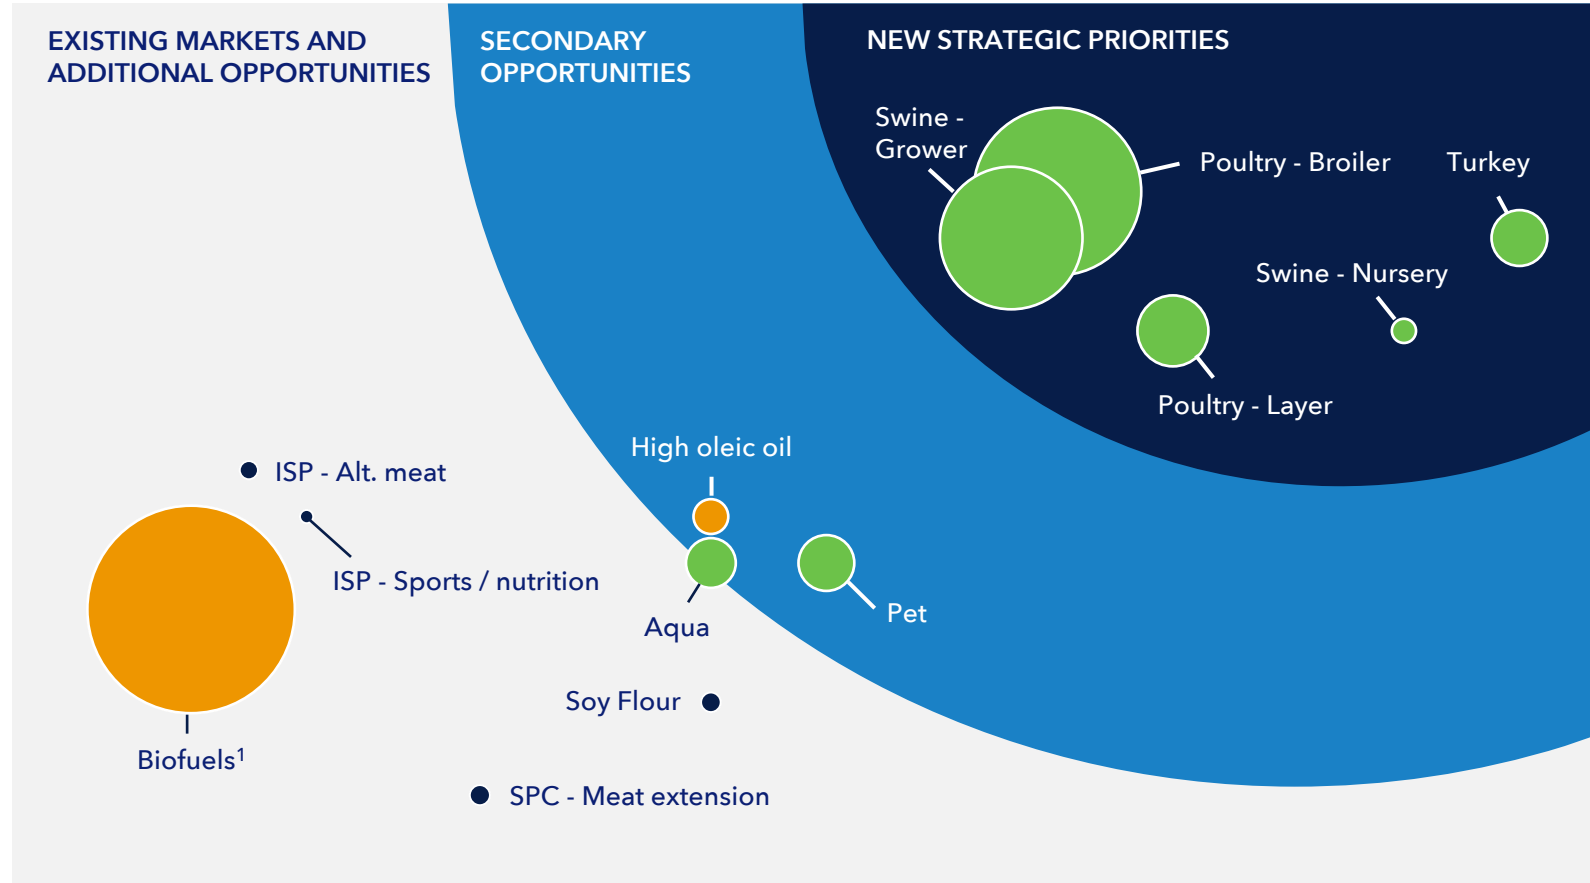 EXISTING MARKETS AND
ADDITIONAL OPPORTUNITIES
SECONDARY
OPPORTUNITIES
NEW STRATEGIC PRIORITIES
Swine -
Grower
Poultry - Broiler
Turkey
Swine - Nursery
Poultry - Layer
High oleic oil
ISP - Alt. meat
ISP - Sports / nutrition
Aqua
Pet
Soy Flour
Biofuels¹
SPC - Meat extension